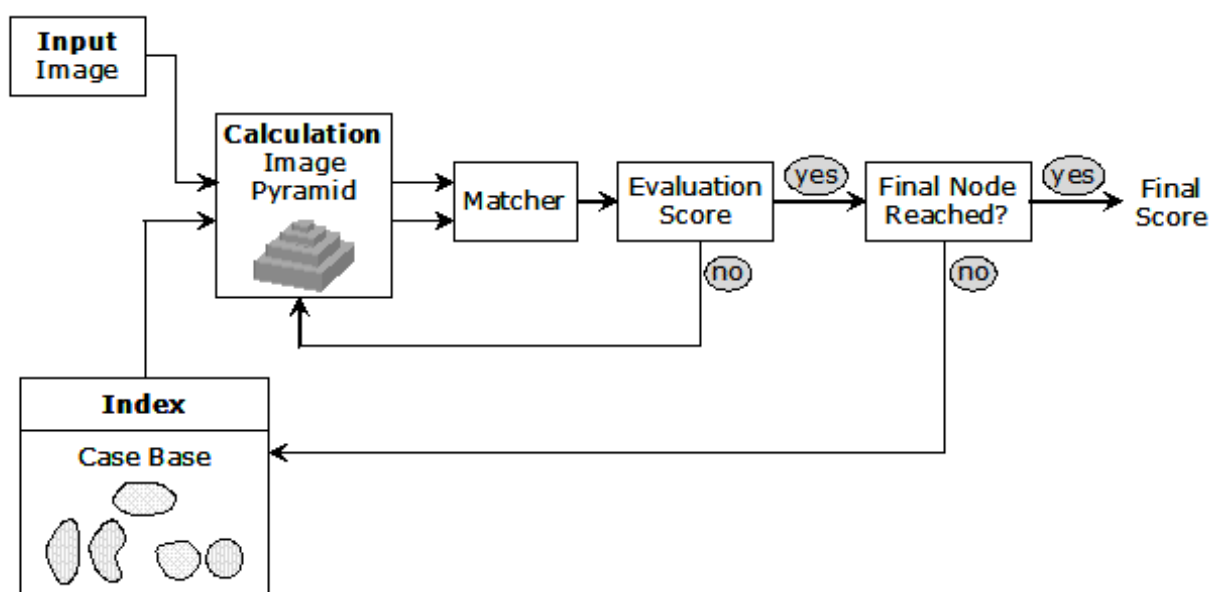 Input
Image
Calculation
Image
Pyramid
Matcher
Evaluation
Score
yes
Final Node
Reached?
yes
Final
Score
no
no
Index
Case Base